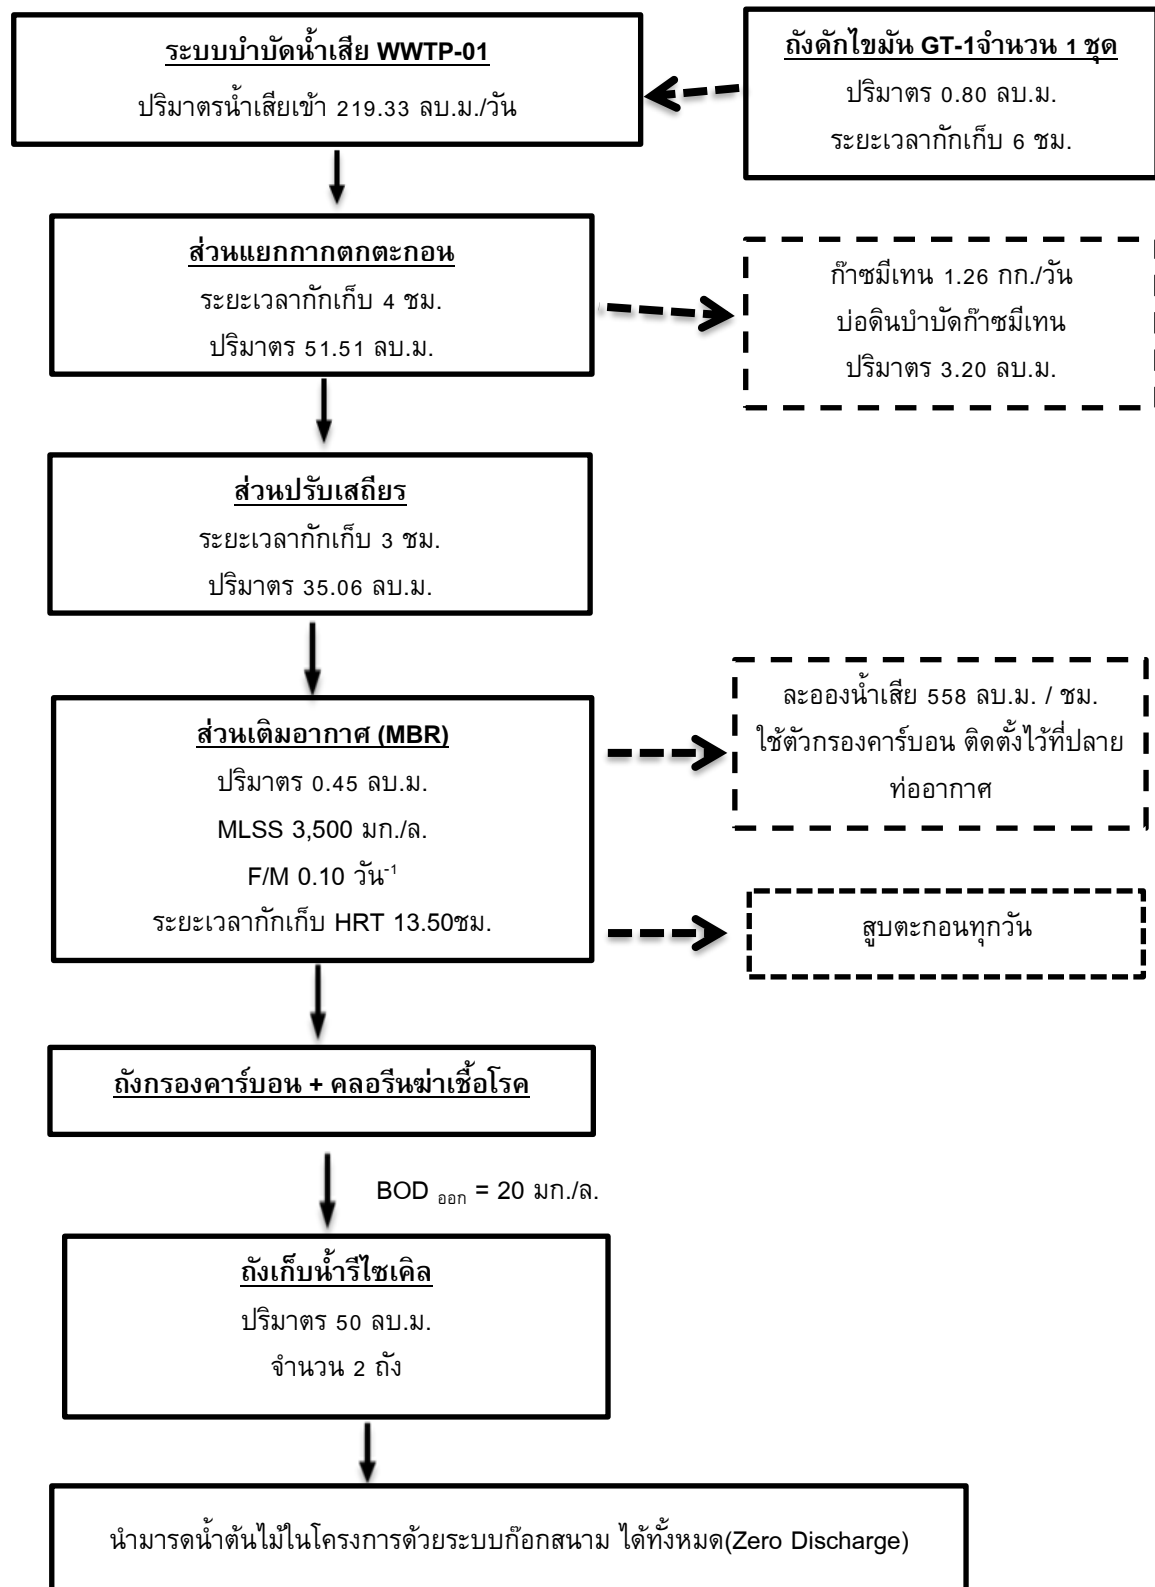 ระบบบำบัดน้ำเสีย WWTP-01
ปริมาตรน้ำเสียเข้า 219.33 ลบ.ม./วัน
ถังดักไขมัน GT-1จำนวน 1 ชุด
ปริมาตร 0.80 ลบ.ม.
ระยะเวลากักเก็บ 6 ชม.
ส่วนแยกกากตกตะกอน
ระยะเวลากักเก็บ 4 ชม.
ปริมาตร 51.51 ลบ.ม.
ก๊าซมีเทน 1.26 กก./วัน
บ่อดินบำบัดก๊าซมีเทน
ปริมาตร 3.20 ลบ.ม.
ส่วนปรับเสถียร
ระยะเวลากักเก็บ 3 ชม.
ปริมาตร 35.06 ลบ.ม.
ส่วนเติมอากาศ (MBR)
ปริมาตร 0.45 ลบ.ม.
MLSS 3,500 มก./ล.
F/M 0.10 วัน⁻¹
ระยะเวลากักเก็บ HRT 13.50ชม.
ละอองน้ำเสีย 558 ลบ.ม. / ชม.
ใช้ตัวกรองคาร์บอน ติดตั้งไว้ที่ปลาย
ท่ออากาศ
สูบตะกอนทุกวัน
ถังกรองคาร์บอน + คลอรีนฆ่าเชื้อโรค
BOD ออก = 20 มก./ล.
ถังเก็บน้ำรีไซเคิล
ปริมาตร 50 ลบ.ม.
จำนวน 2 ถัง
นำมารดน้ำต้นไม้ในโครงการด้วยระบบก๊อกสนาม ได้ทั้งหมด(Zero Discharge)